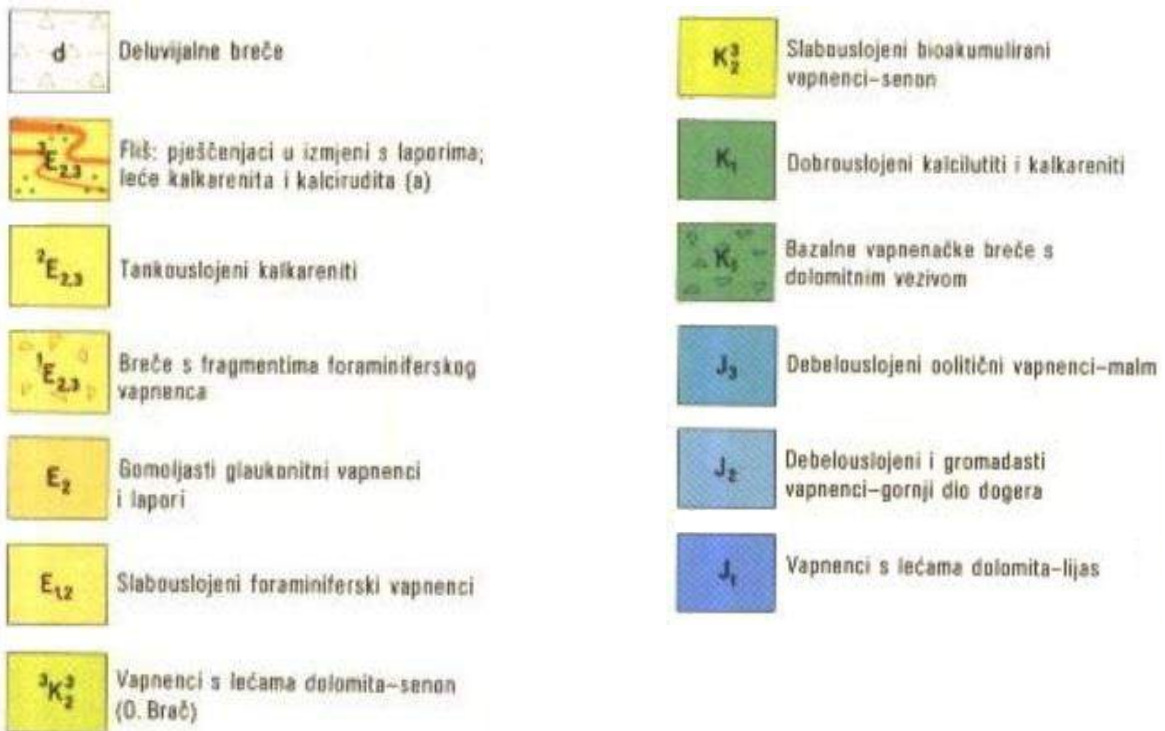 d
Deluvijalne breče
³E₂,₃
Fliš: pješčenjaci u izmjeni s laporima;
leće kalkarenita i kalcirudita (a)
²E₂,₃
Tankouslojeni kalkareniti
¹E₂,₃
Breče s fragmentima foraminiferskog
vapnenca
E₂
Gomoljasti glaukonitni vapnenci
i lapori
E₁,₂
Slabouslojeni foraminiferski vapnenci
³K₂³
Vapnenci s lećama dolomita-senon
(O. Brač)
K₂³
Slabouslojeni bioakumulirani
vapnenci-senon
K₁
Dobrouslojeni kalcilutiti i kalkareniti
K₁
Bazalne vapnenačke breče s
dolomitnim vezivom
J₃
Debelouslojeni oolitični vapnenci-malm
J₂
Debelouslojeni i gromadasti
vapnenci-gornji dio dogera
J₁
Vapnenci s lećama dolomita-lijas